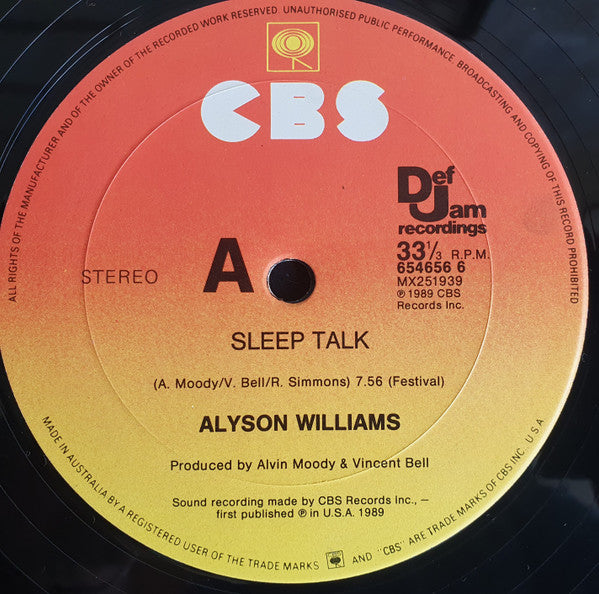 ALL RIGHTS OF THE MANUFACTURER AND OF THE OWNER OF THE RECORDED WORK RESERVED. UNAUTHORISED PUBLIC PERFORMANCE, BROADCASTING AND COPYING OF THIS RECORD PROHIBITED
CBS
Def
Jam
recordings
33⅓ R.P.M.
654656 6
MX251939
℗ 1989 CBS
Records Inc.
STEREO
A
SLEEP TALK
(A. Moody/V. Bell/R. Simmons) 7.56 (Festival)
ALYSON WILLIAMS
Produced by Alvin Moody & Vincent Bell
Sound recording made by CBS Records Inc., –
first published ℗ in U.S.A. 1989
MADE IN AUSTRALIA BY A REGISTERED USER OF THE TRADE MARKS AND "CBS" ARE TRADE MARKS OF CBS INC. U.S.A